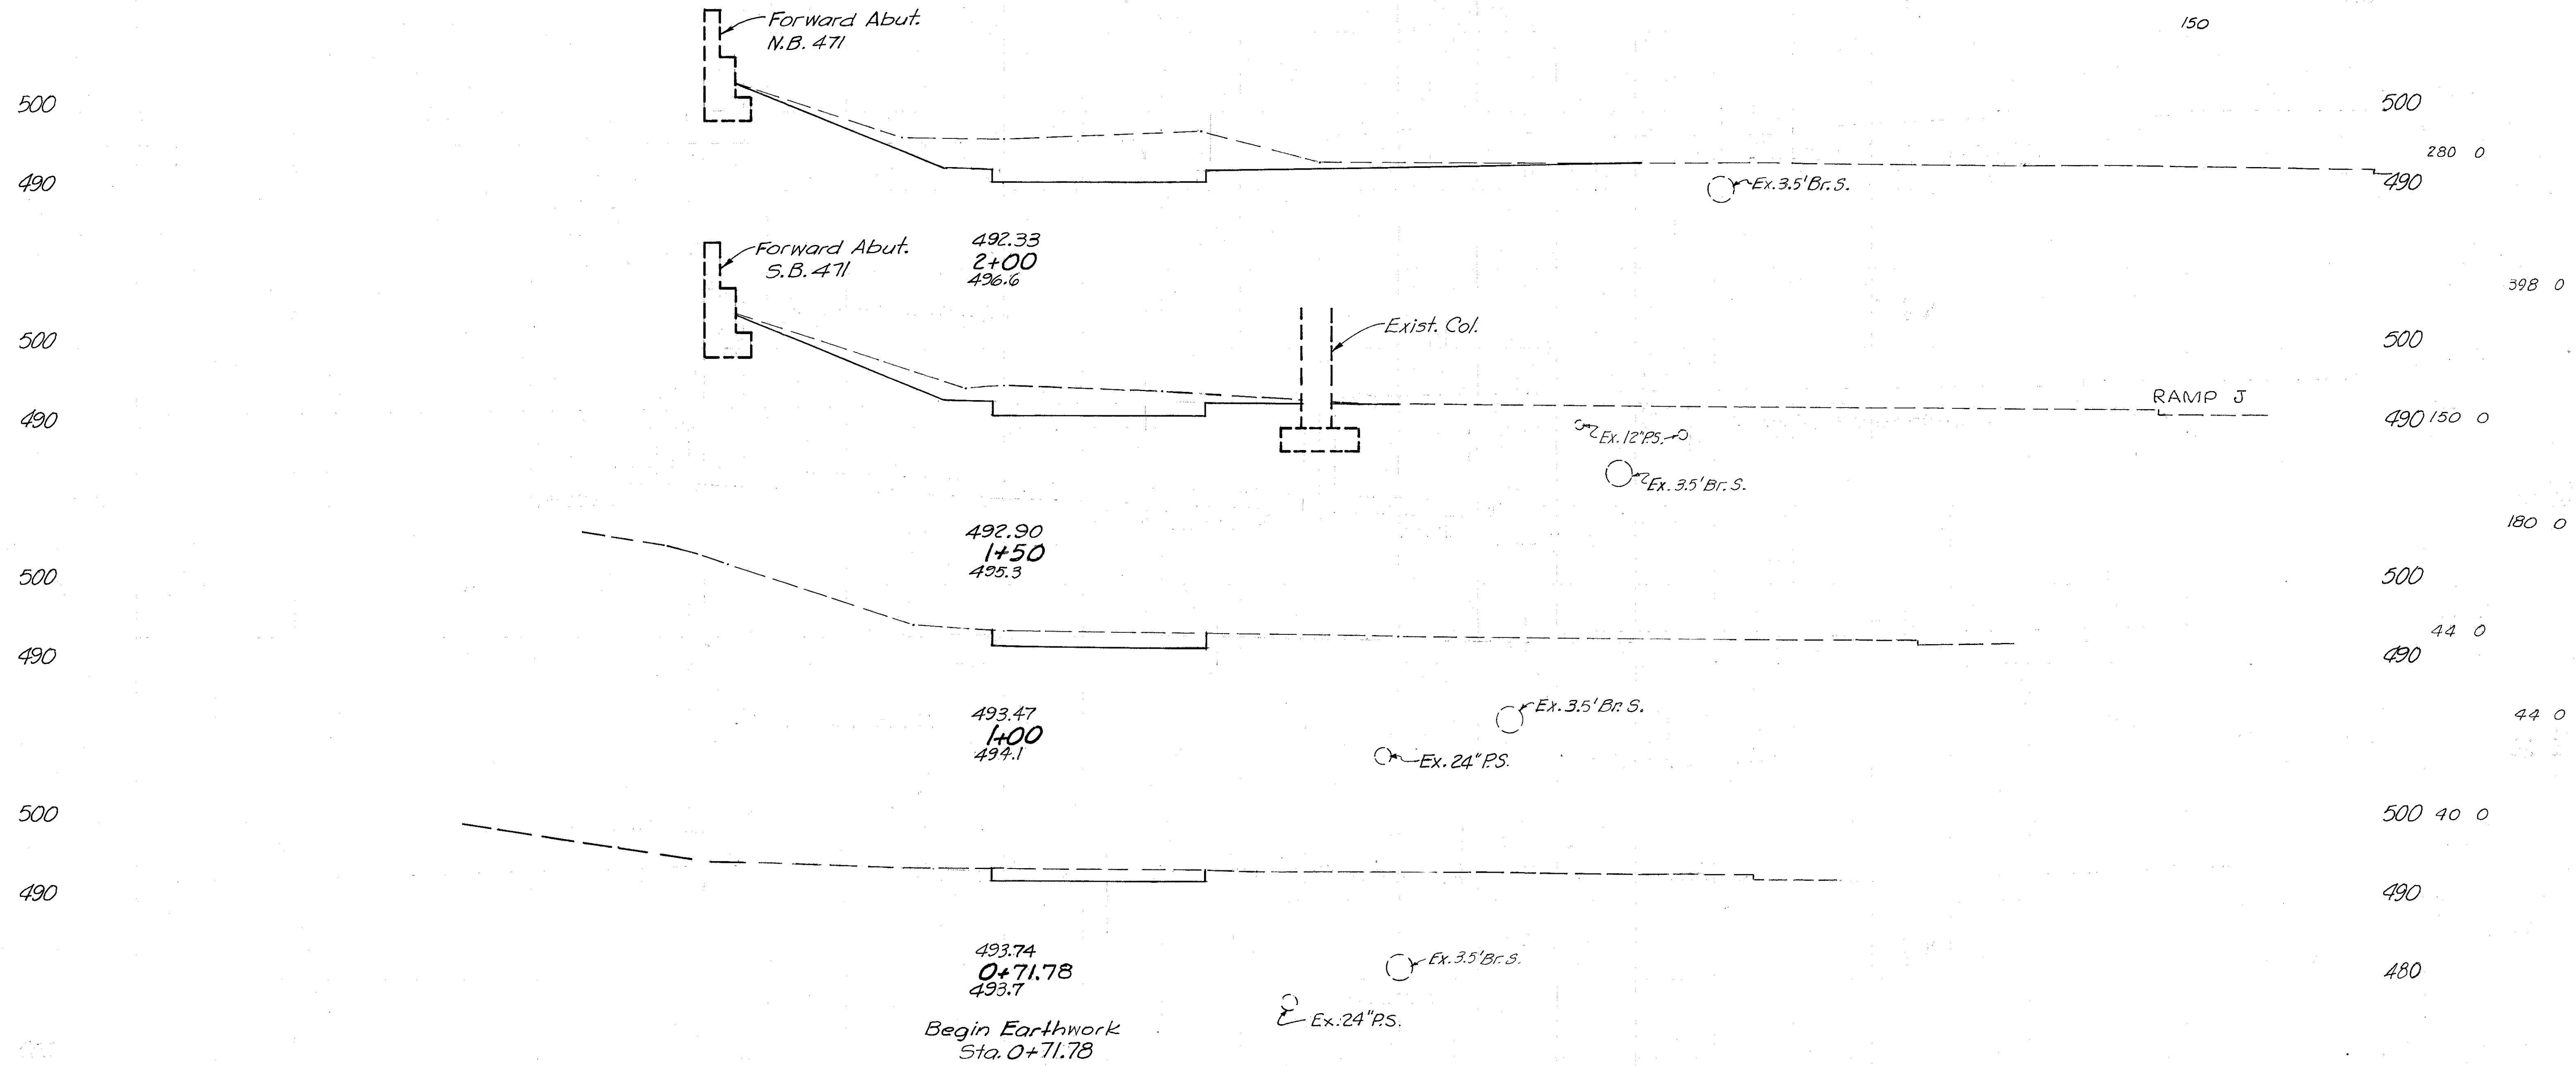 Forward Abut.
N.B. 471
150
500
500
280 0
490
490
Ex. 3.5' Br. S.
492.33
2+00
496.6
Forward Abut.
S.B. 471
398 0
Exist. Col.
500
500
RAMP J
490
490 150 0
Ex. 12" P.S.
Ex. 3.5' Br. S.
180 0
492.90
1+50
495.3
500
500
44 0
490
490
493.47
1+00
494.1
Ex. 3.5' Br. S.
44 0
Ex. 24" P.S.
500
500 40 0
490
490
493.74
0+71.78
493.7
Ex. 3.5' Br. S.
480
Ex. 24" P.S.
Begin Earthwork
Sta. 0+71.78